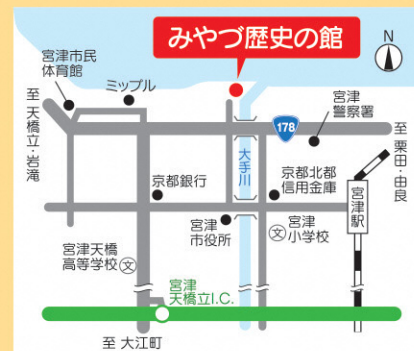 みやづ歴史の館
N
宮津市民
体育館
ミップル
至 天橋立・岩滝
宮津
警察署
178
至 栗田・由良
大手川
京都銀行
京都北都
信用金庫
宮津駅
宮津
市役所
宮津
小学校
文
宮津天橋
高等学校
文
宮津
天橋立I.C.
至 大江町